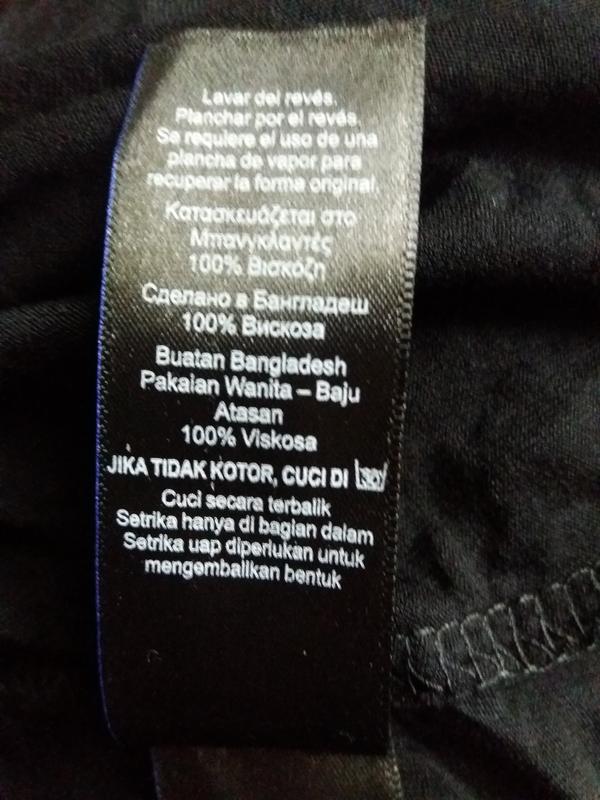 Lavar del revés.
Planchar por el revés.
Se requiere el uso de una
plancha de vapor para
recuperar la forma original.
Κατασκευάζεται στο
Μπανγκλαντές
100% Βισκόζη
Сделано в Бангладеш
100% Вискоза
Buatan Bangladesh
Pakaian Wanita – Baju
Atasan
100% Viskosa
JIKA TIDAK KOTOR, CUCI DI 30
Cuci secara terbalik
Setrika hanya di bagian dalam
Setrika uap diperlukan untuk
mengembalikan bentuk